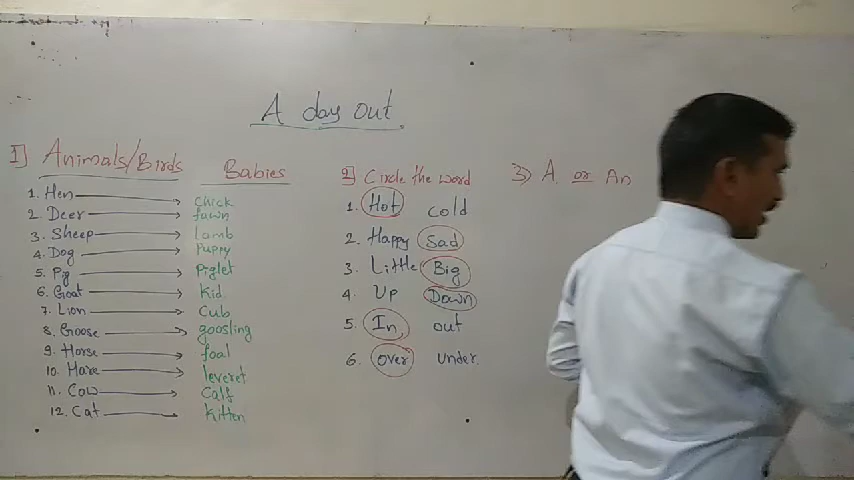 A day out
I] Animals/Birds Babies
1. Hen chick
2. Deer fawn
3. Sheep lamb
4. Dog Puppy
5. Pig Piglet
6. Goat Kid
7. Lion Cub
8. Goose goosling
9. Horse foal
10. Hare leveret
11. Cow Calf
12. Cat Kitten
2] Circle the word
1. Hot cold
2. Happy Sad
3. Little Big
4. Up Down
5. In out
6. over under.
3) A or An